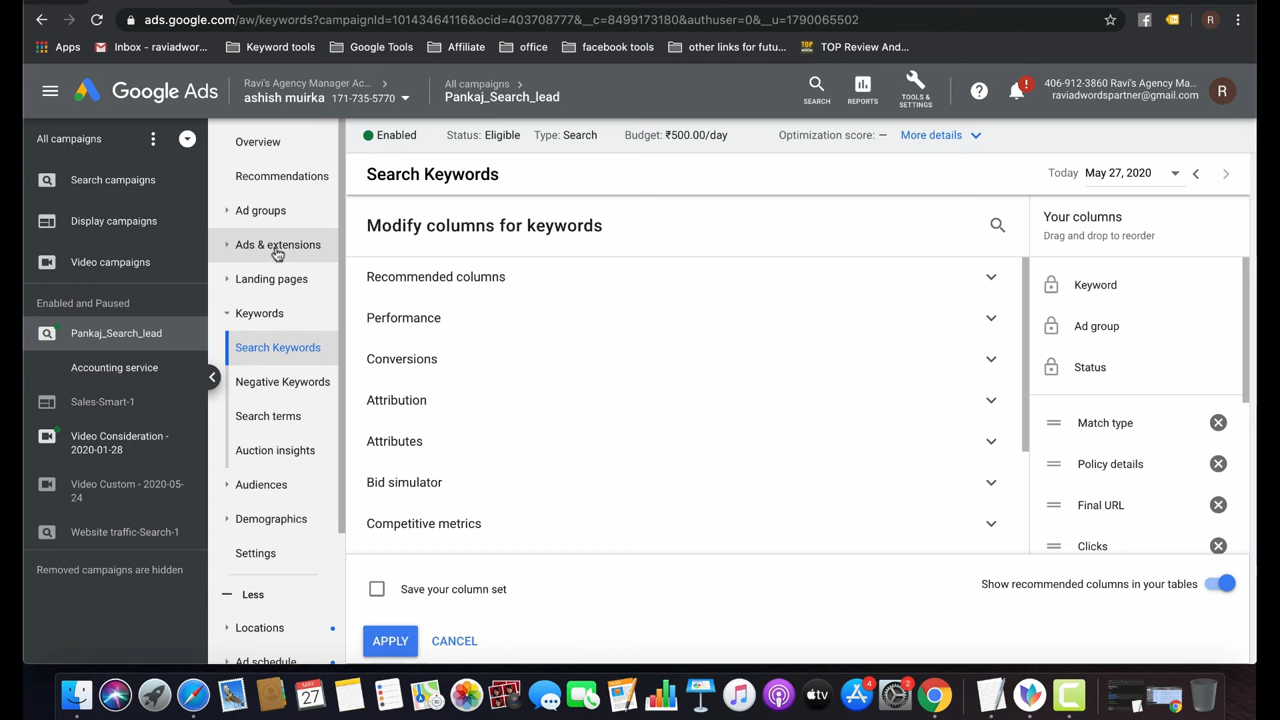 ads.google.com/aw/keywords?campaignId=10143464116&ocid=403708777&__c=8499173180&authuser=0&__u=1790065502
R
Apps
Inbox - raviadwor...
Keyword tools
Google Tools
Affiliate
office
facebook tools
other links for futu...
TOP Review And...
Google Ads
Ravi's Agency Manager Ac...
ashish muirka 171-735-5770
All campaigns
Pankaj_Search_lead
SEARCH
REPORTS
TOOLS &
SETTINGS
406-912-3860 Ravi's Agency Ma...
raviadwordspartner@gmail.com
R
All campaigns
Search campaigns
Display campaigns
Video campaigns
Enabled and Paused
Pankaj_Search_lead
Accounting service
Sales-Smart-1
Video Consideration -
2020-01-28
Video Custom - 2020-05-
24
Website traffic-Search-1
Removed campaigns are hidden
Overview
Recommendations
Ad groups
Ads & extensions
Landing pages
Keywords
Search Keywords
Negative Keywords
Search terms
Auction insights
Audiences
Demographics
Settings
Less
Locations
Ad schedule
Enabled
Status: Eligible
Type: Search
Budget: ₹500.00/day
Optimization score: —
More details
Search Keywords
Today May 27, 2020
Modify columns for keywords
Recommended columns
Performance
Conversions
Attribution
Attributes
Bid simulator
Competitive metrics
Your columns
Drag and drop to reorder
Keyword
Ad group
Status
Match type
Policy details
Final URL
Clicks
Save your column set
Show recommended columns in your tables
APPLY
CANCEL
MAY
27
tv
4
2